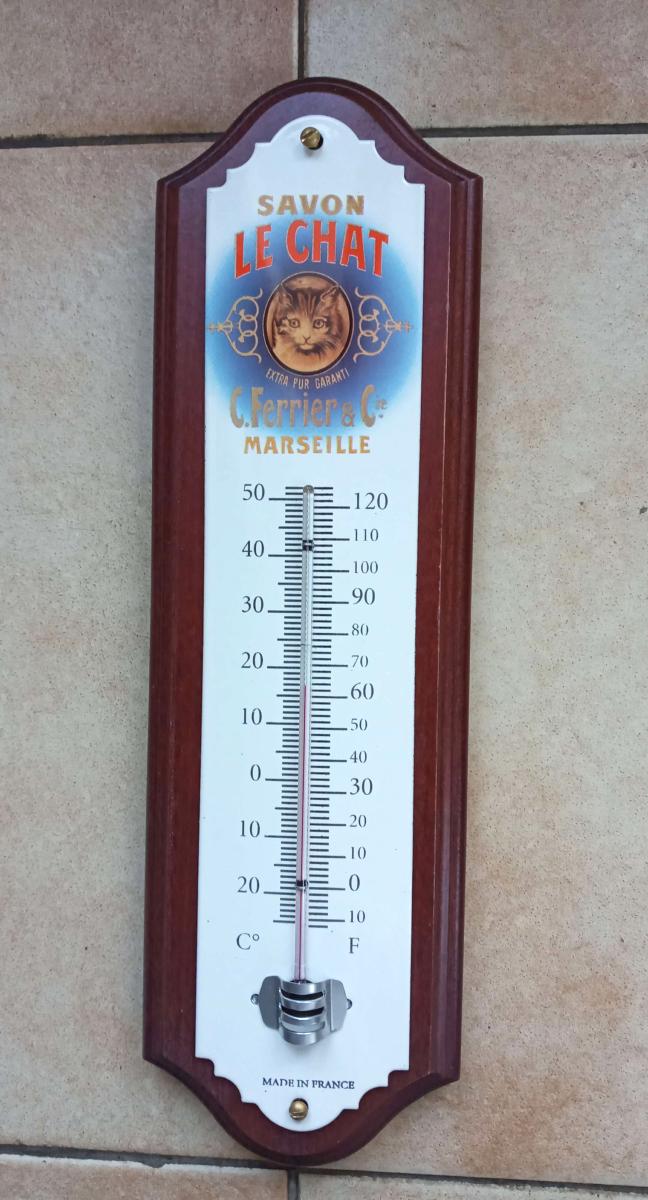 SAVON
LE CHAT
EXTRA PUR GARANTI
C. Ferrier & Cie.
MARSEILLE
50 120
40 110
100
30 90
80
20 70
60
10 50
40
0 30
20
10 10
20 0
10
C° F
MADE IN FRANCE